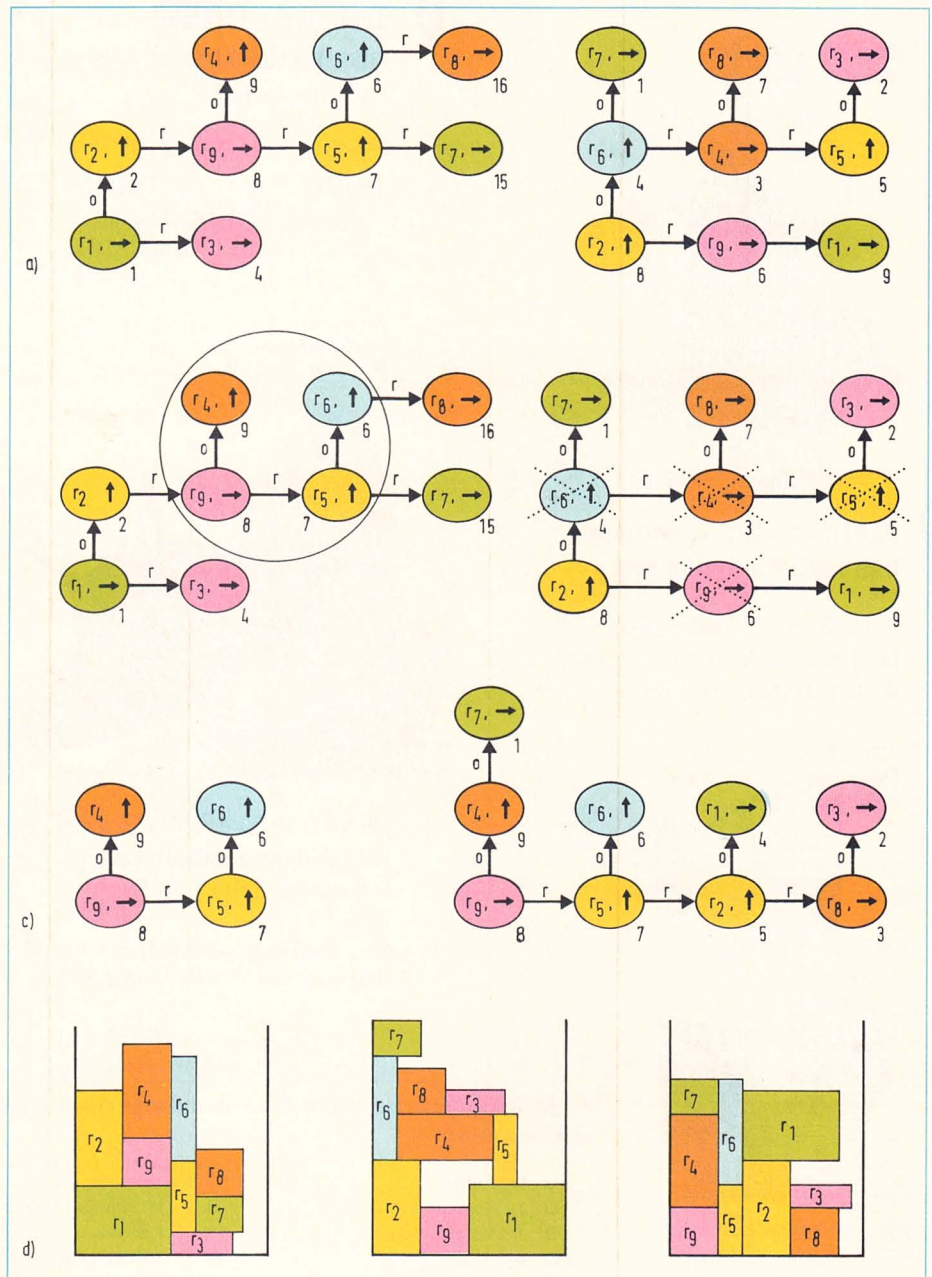 r4, ↑ r6, ↑ r r8, → r7, → r8, → r3, →
9 6 16 1 7 2
o o o o o
r2, ↑ r r9, → r r5, ↑ r r7, → r6, ↑ r r4, → r r5, ↑
2 8 7 15 4 3 5
o o
r1, → r r3, → r2, ↑ r r9, → r r1, →
a) 1 4 8 6 9
r4, ↑ r6, ↑ r r8, → r7, → r8, → r3, →
9 6 16 1 7 2
o o o o o
r2 ↑ r r9, → r r5, ↑ r r7, → r6, ↑ r r4, → r r5, ↑
2 8 7 15 4 3 5
o o
r1, → r r3, → r2, ↑ r r9, → r r1, →
1 4 8 6 9
r7, →
1
o
r4 ↑ r6 ↑ r4, ↑ r6, ↑ r1, → r3, →
9 6 9 6 4 2
o o o o o o
r9, → r r5, ↑ r9, → r r5, ↑ r r2, ↑ r r8, →
c) 8 7 8 7 5 3
r2 r4 r6 r9 r5 r8 r7 r1 r3
r7 r6 r8 r3 r4 r5 r2 r9 r1
r7 r6 r1 r4 r3 r9 r5 r2 r8
d)